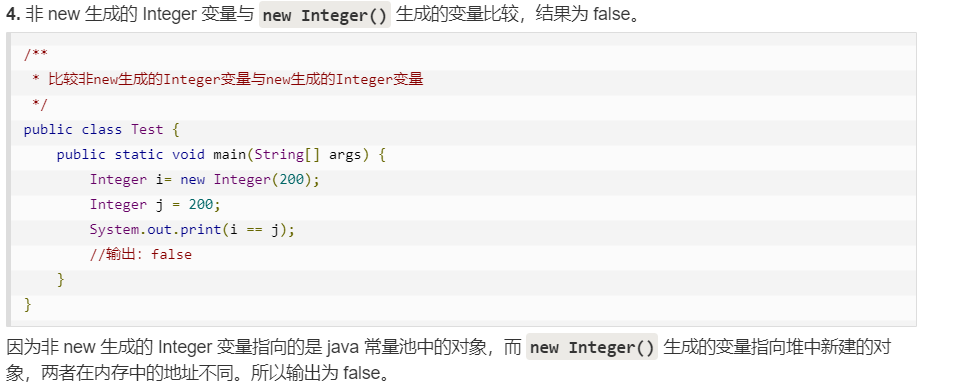 4. 非 new 生成的 Integer 变量与 new Integer() 生成的变量比较，结果为 false。
/**
 * 比较非new生成的Integer变量与new生成的Integer变量
 */
public class Test {
    public static void main(String[] args) {
        Integer i= new Integer(200);
        Integer j = 200;
        System.out.print(i == j);
        //输出：false
    }
}
因为非 new 生成的 Integer 变量指向的是 java 常量池中的对象，而 new Integer() 生成的变量指向堆中新建的对
象，两者在内存中的地址不同。所以输出为 false。